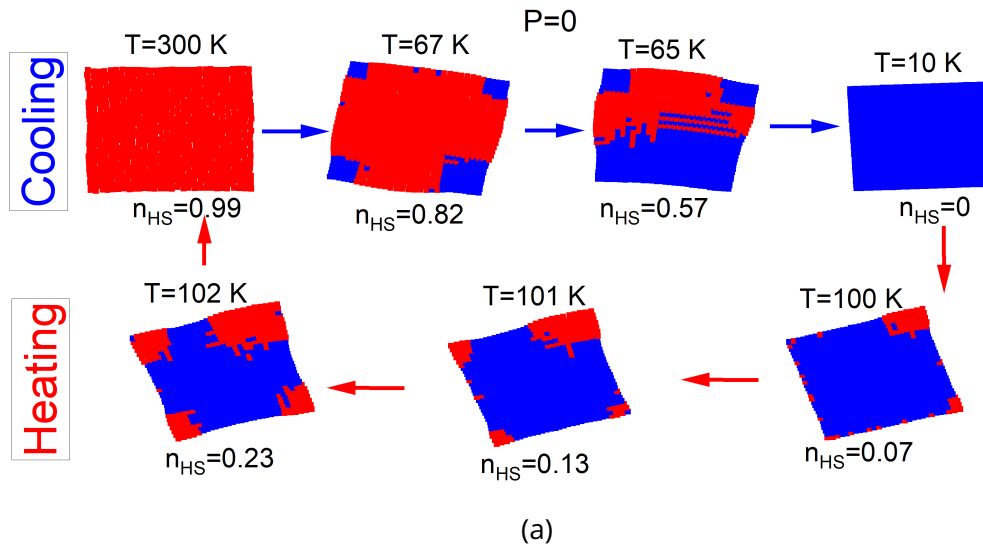 P=0
Cooling
T=300 K
T=67 K
T=65 K
T=10 K
n_HS=0.99
n_HS=0.82
n_HS=0.57
n_HS=0
Heating
T=102 K
T=101 K
T=100 K
n_HS=0.23
n_HS=0.13
n_HS=0.07
(a)